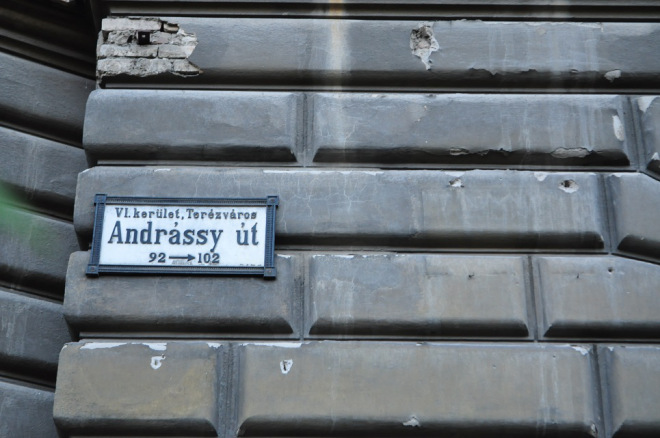 VI. kerület, Terézváros
Andrássy út
92 → 102